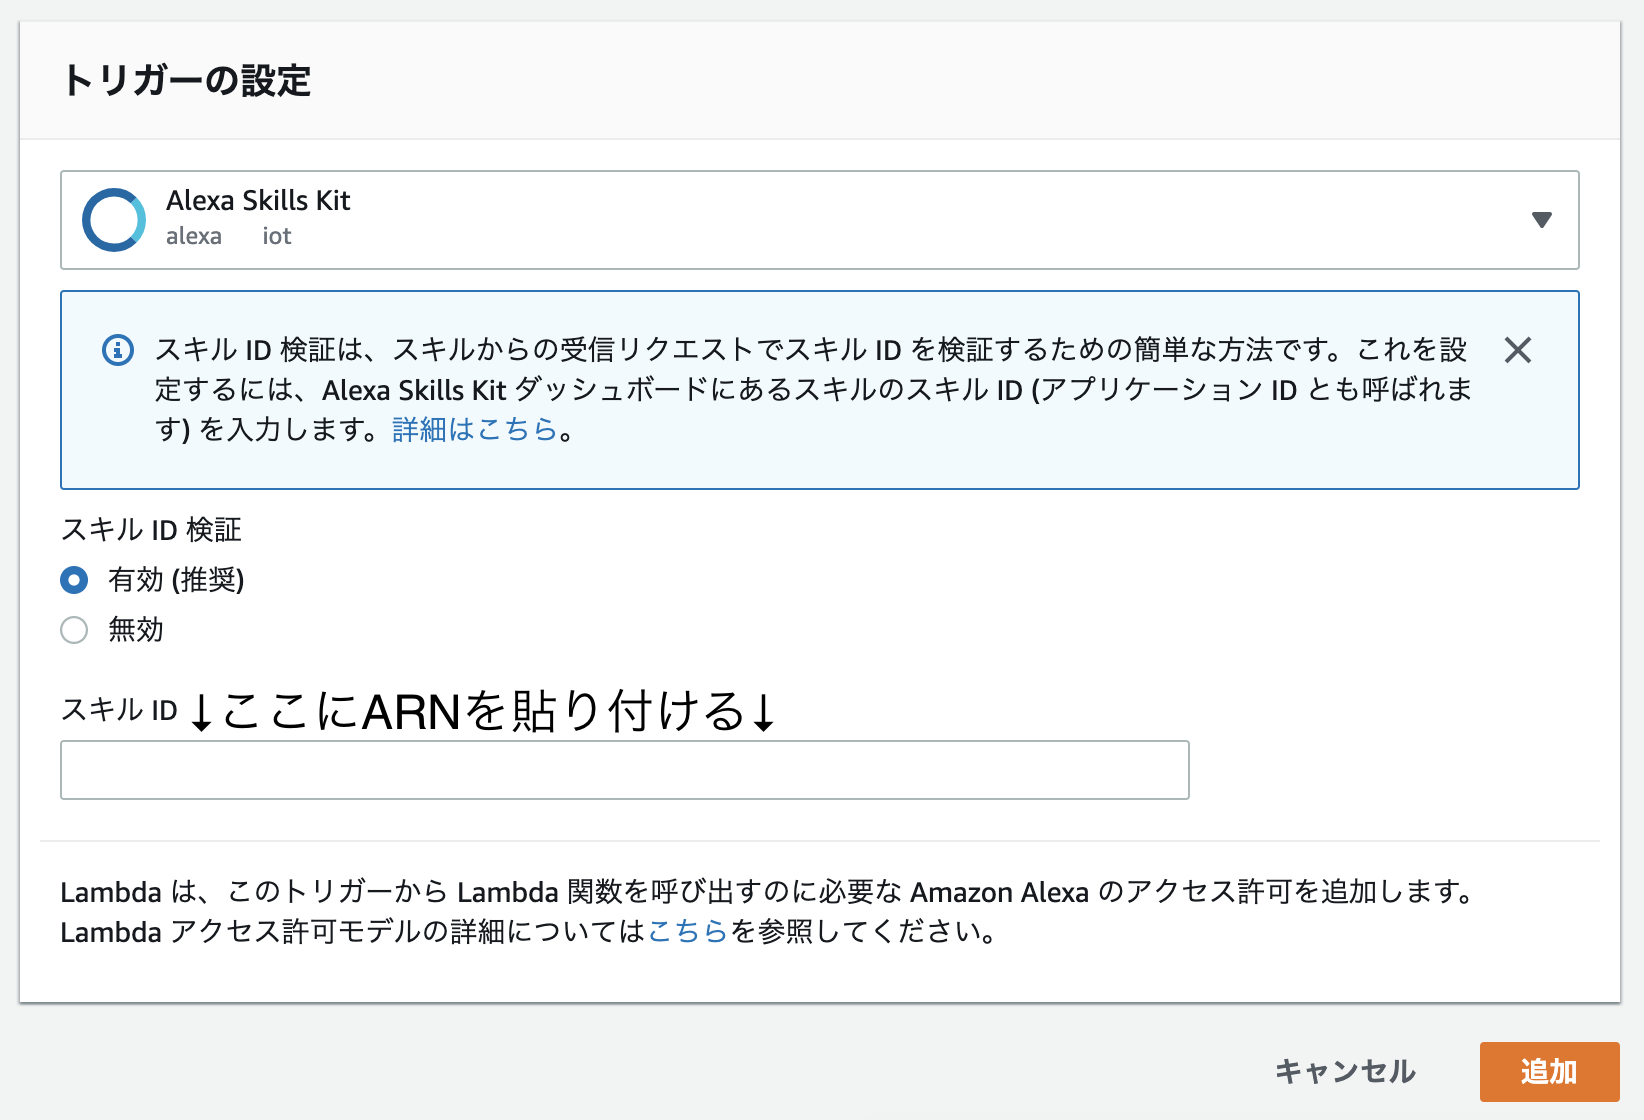 トリガーの設定
Alexa Skills Kit
alexa iot
スキル ID 検証は、スキルからの受信リクエストでスキル ID を検証するための簡単な方法です。これを設
定するには、Alexa Skills Kit ダッシュボードにあるスキルのスキル ID (アプリケーション ID とも呼ばれま
す) を入力します。詳細はこちら。
スキル ID 検証
有効 (推奨)
無効
スキル ID ↓ここにARNを貼り付ける↓
Lambda は、このトリガーから Lambda 関数を呼び出すのに必要な Amazon Alexa のアクセス許可を追加します。
Lambda アクセス許可モデルの詳細についてはこちらを参照してください。
キャンセル 追加